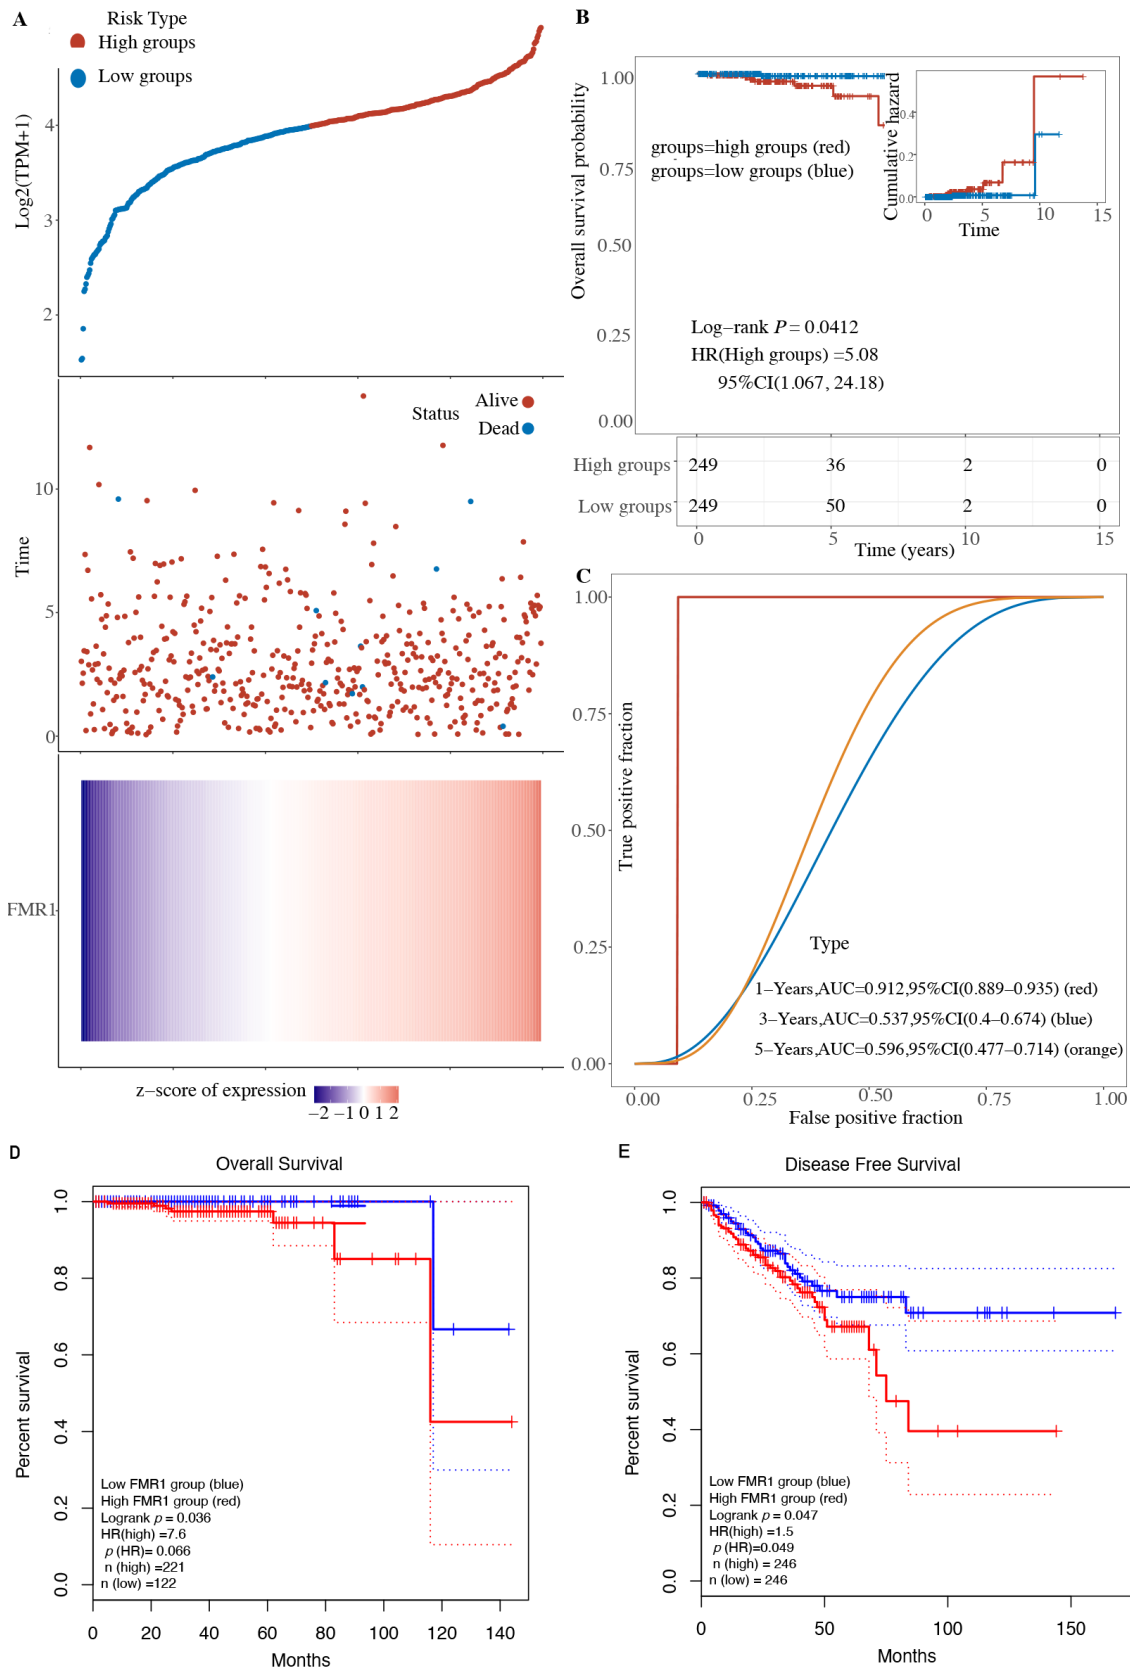 A
Risk Type
High groups
Low groups
Log2(TPM+1)
4
3
2
Status
Alive
Dead
Time
10
5
0
FMR1
z-score of expression
−2 −1 0 1 2
B
Overall survival probability
1.00
0.75
0.50
0.25
0.00
groups=high groups (red)
groups=low groups (blue)
Cumulative hazard
0.4
0.2
0.0
0 5 10 15
Time
Log−rank P = 0.0412
HR(High groups) =5.08
95%CI(1.067, 24.18)
High groups 249 36 2 0
Low groups 249 50 2 0
0 5 10 15
Time (years)
C
True positive fraction
1.00
0.75
0.50
0.25
0.00
Type
1−Years,AUC=0.912,95%CI(0.889−0.935) (red)
3−Years,AUC=0.537,95%CI(0.4−0.674) (blue)
5−Years,AUC=0.596,95%CI(0.477−0.714) (orange)
0.00 0.25 0.50 0.75 1.00
False positive fraction
D
Overall Survival
Percent survival
1.0
0.8
0.6
0.4
0.2
0.0
Low FMR1 group (blue)
High FMR1 group (red)
Logrank p = 0.036
HR(high) =7.6
p (HR)= 0.066
n (high) =221
n (low) =122
0 20 40 60 80 100 120 140
Months
E
Disease Free Survival
Percent survival
1.0
0.8
0.6
0.4
0.2
0.0
Low FMR1 group (blue)
High FMR1 group (red)
Logrank p = 0.047
HR(high) =1.5
p (HR)=0.049
n (high) = 246
n (low) = 246
0 50 100 150
Months